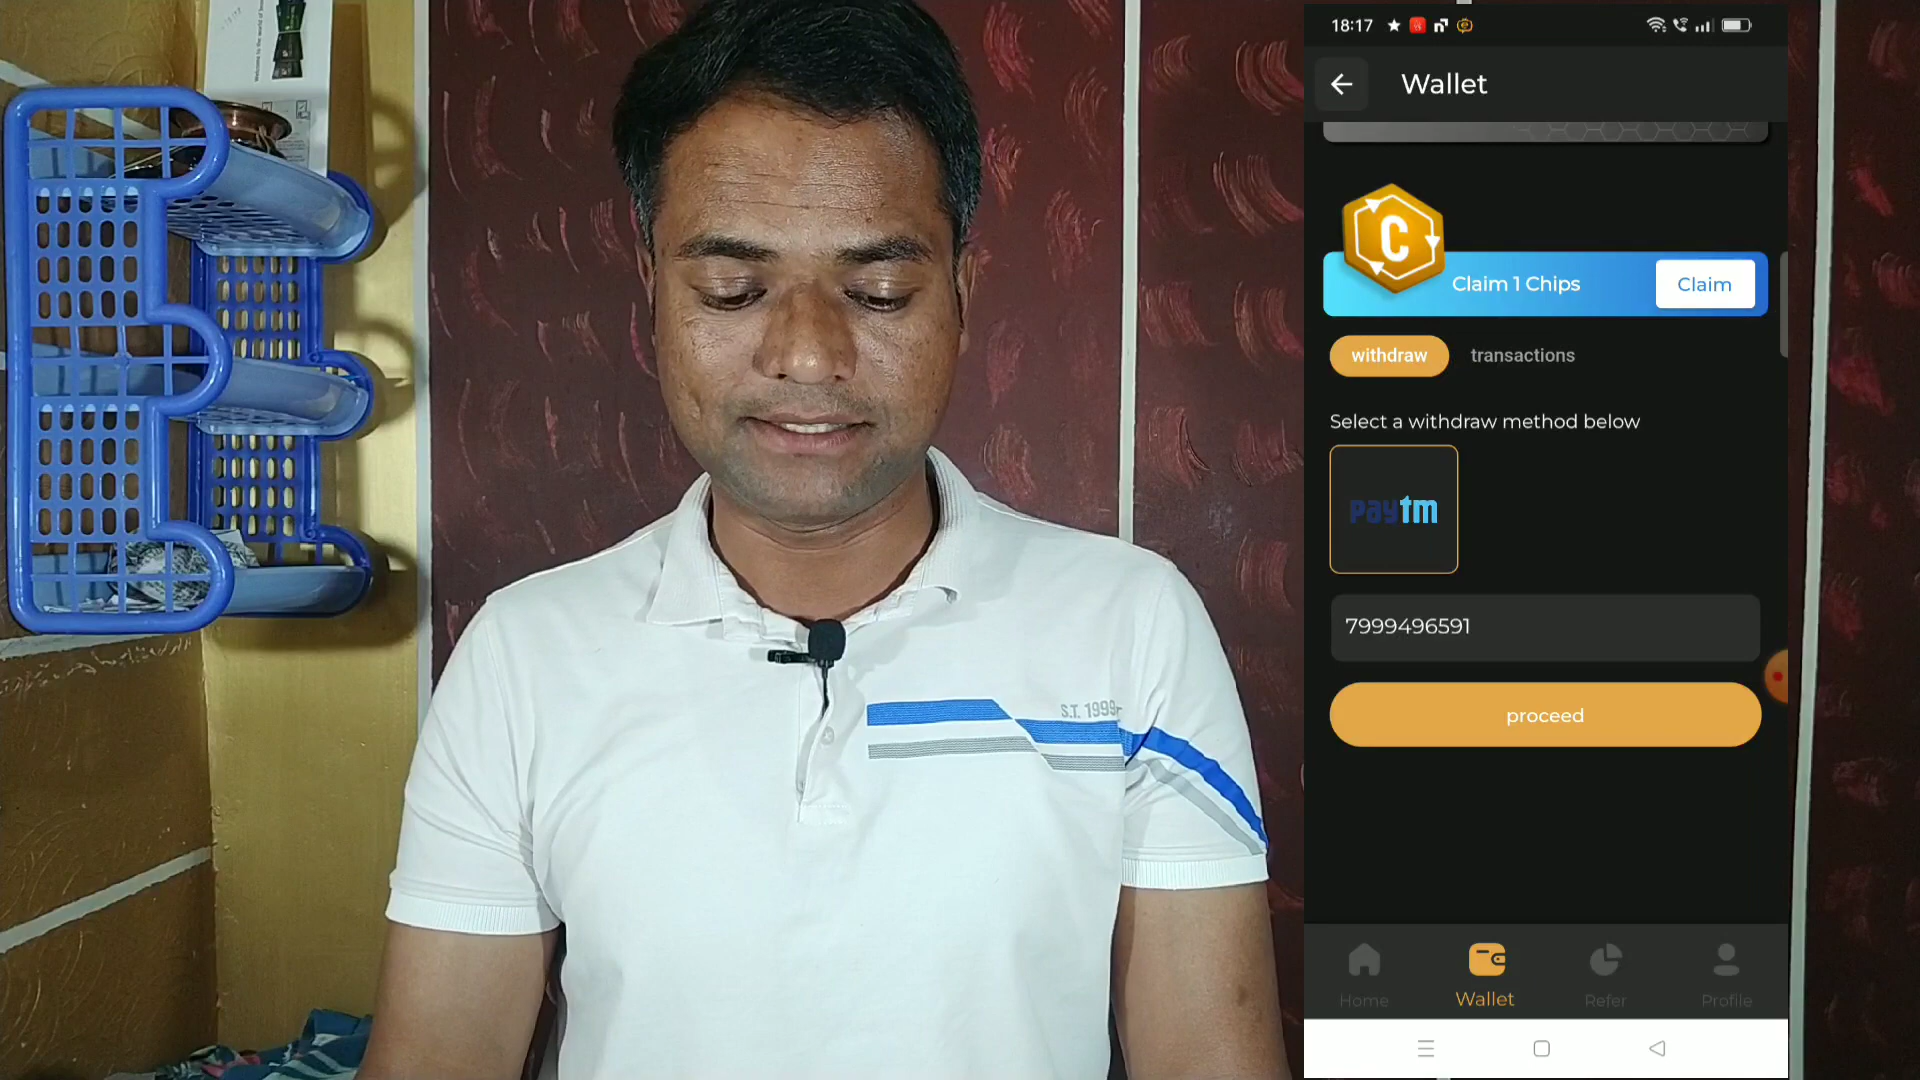 18:17
Wallet
C
Claim 1 Chips
Claim
withdraw
transactions
Select a withdraw method below
paytm
7999496591
proceed
Home
Wallet
Refer
Profile
S.T. 1999